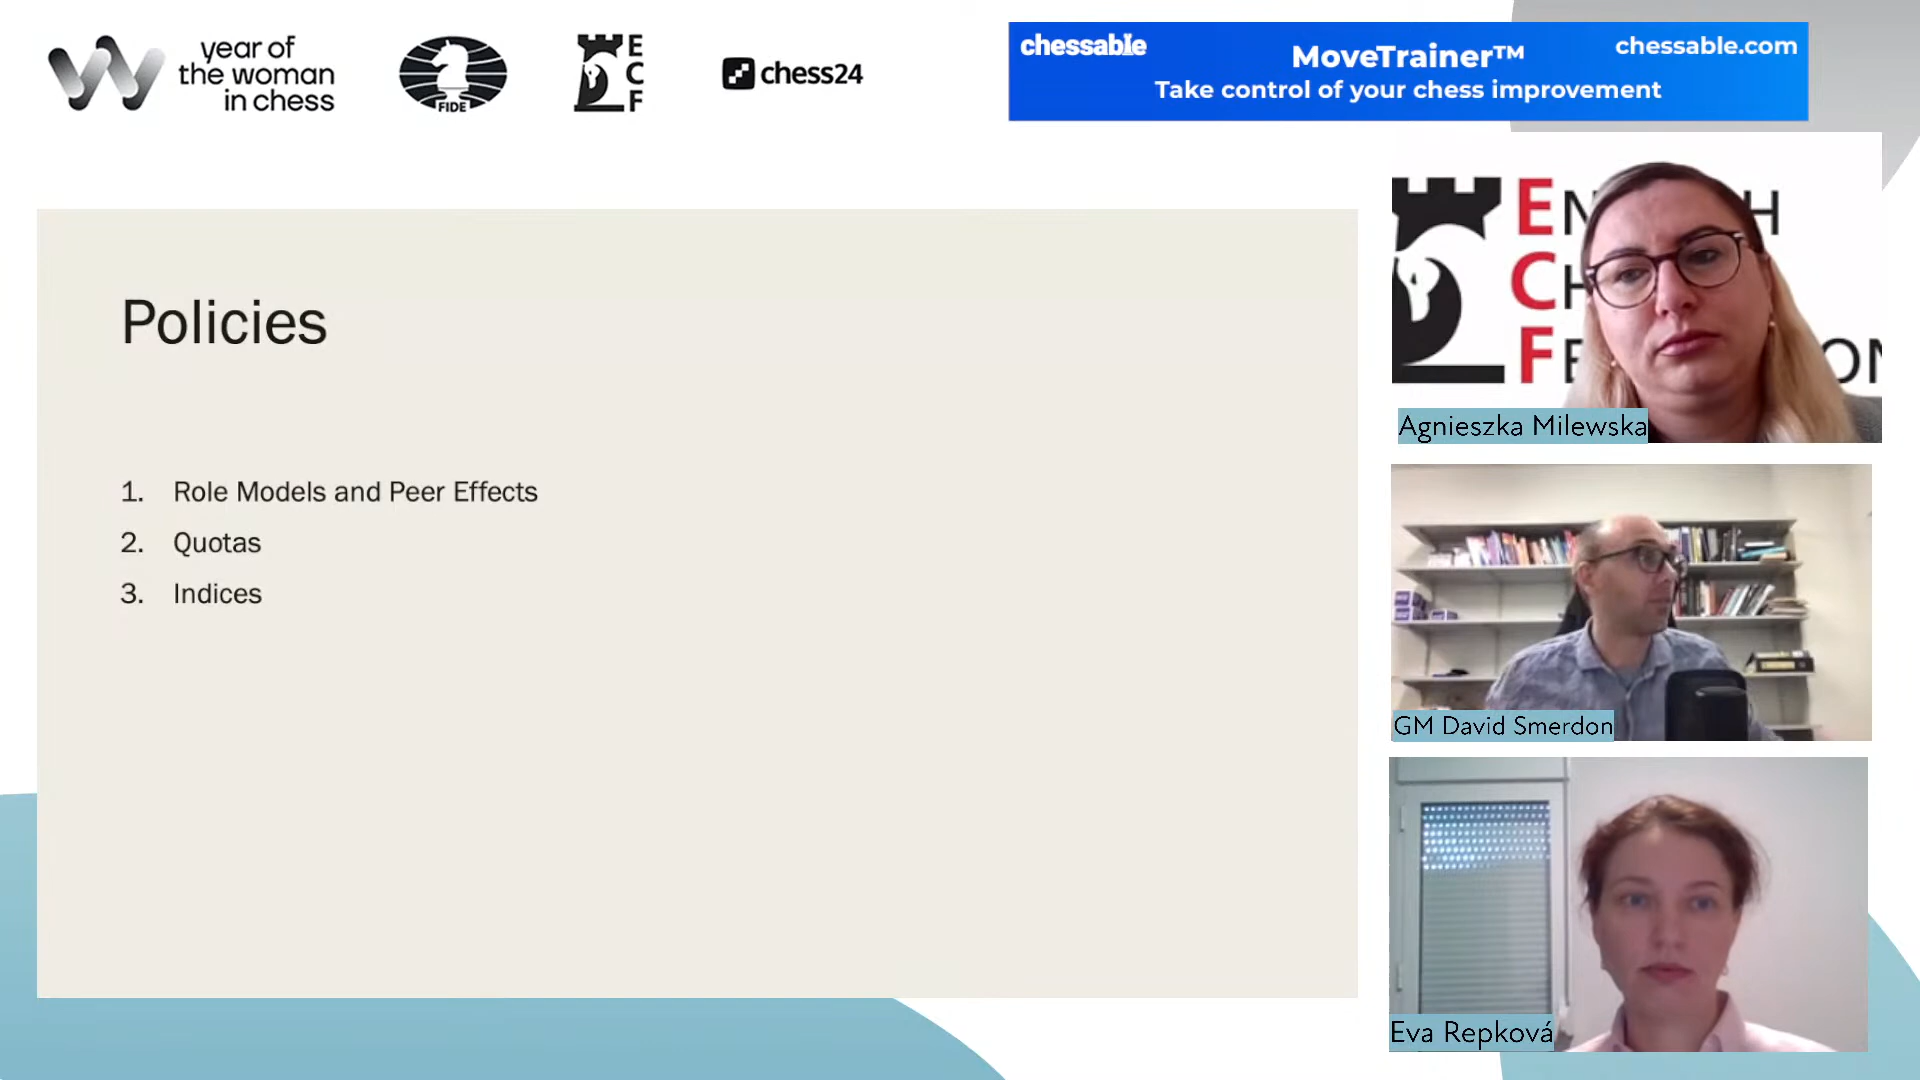 year of
the woman
in chess
FIDE
E
C
F
chess24
chessable
MoveTrainer™
Take control of your chess improvement
chessable.com
Policies
1. Role Models and Peer Effects
2. Quotas
3. Indices
E
C
F
Agnieszka Milewska
GM David Smerdon
Eva Repková